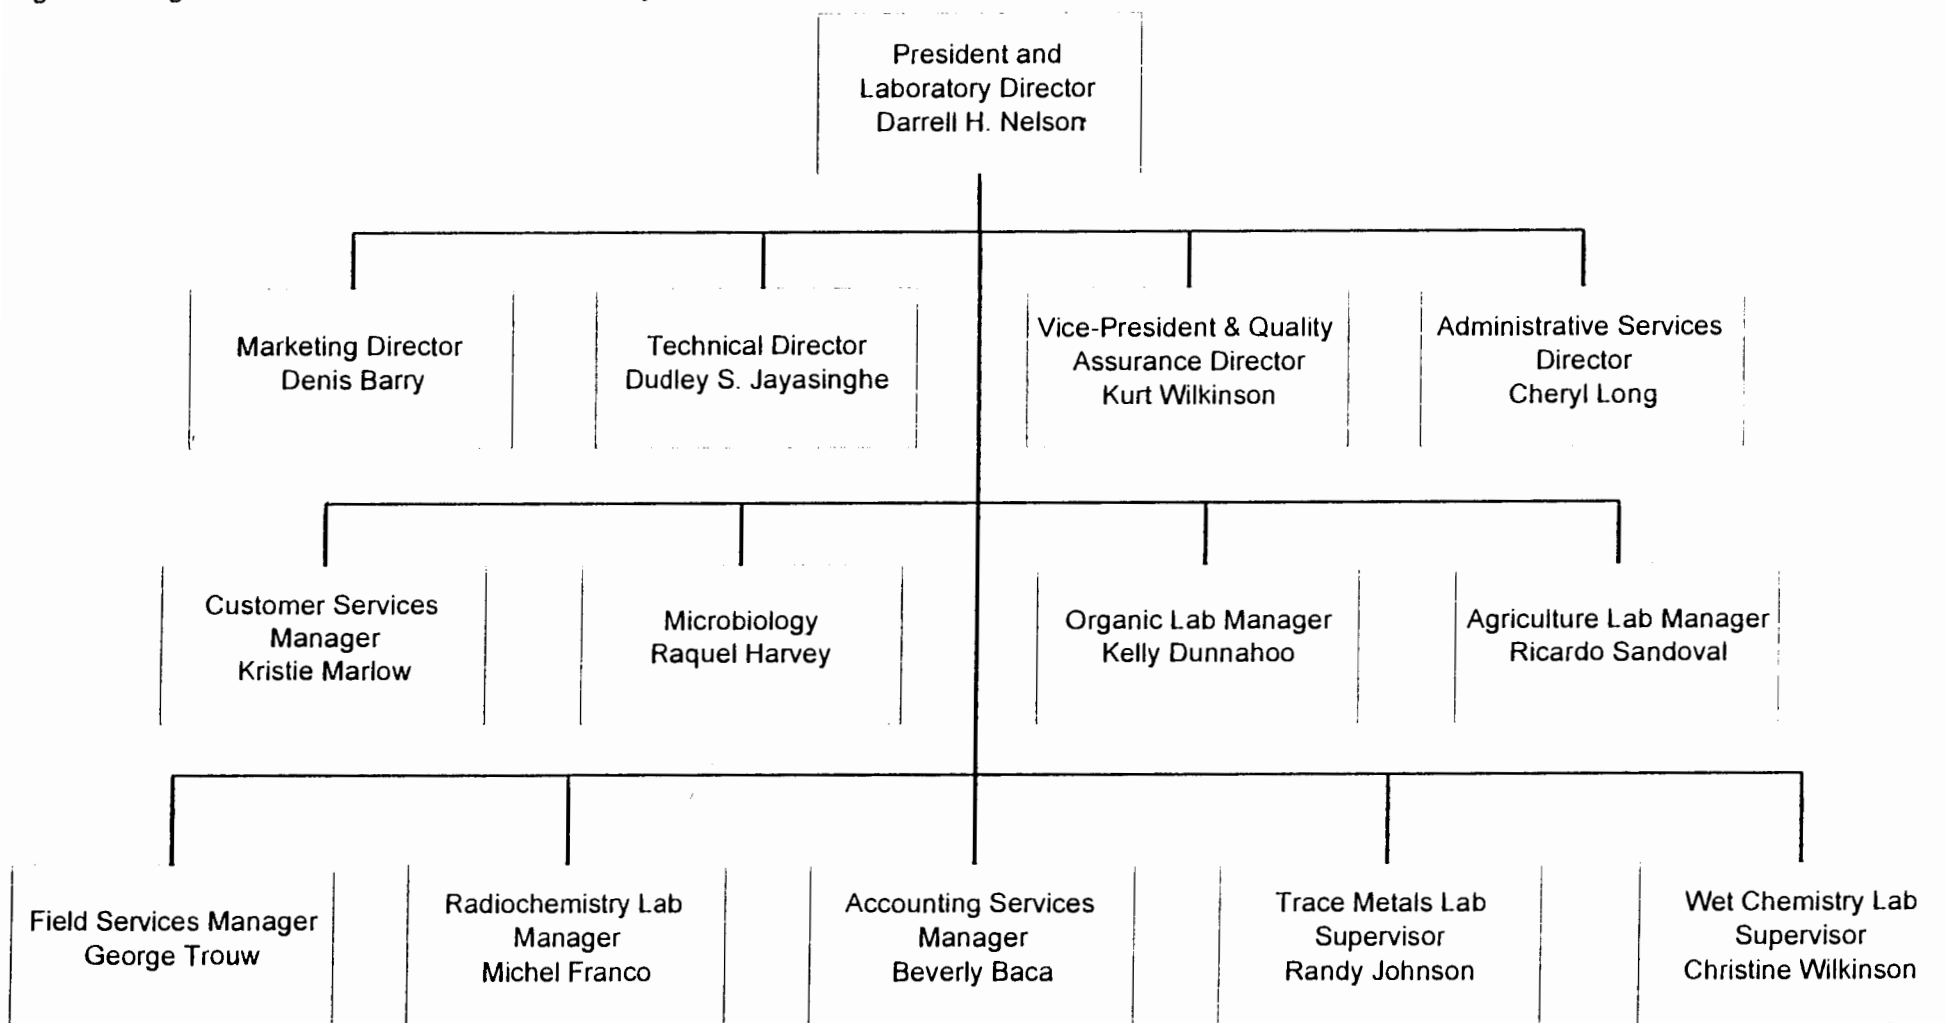 President and
Laboratory Director
Darrell H. Nelson
Marketing Director
Denis Barry
Technical Director
Dudley S. Jayasinghe
Vice-President & Quality
Assurance Director
Kurt Wilkinson
Administrative Services
Director
Cheryl Long
Customer Services
Manager
Kristie Marlow
Microbiology
Raquel Harvey
Organic Lab Manager
Kelly Dunnahoo
Agriculture Lab Manager
Ricardo Sandoval
Field Services Manager
George Trouw
Radiochemistry Lab
Manager
Michel Franco
Accounting Services
Manager
Beverly Baca
Trace Metals Lab
Supervisor
Randy Johnson
Wet Chemistry Lab
Supervisor
Christine Wilkinson